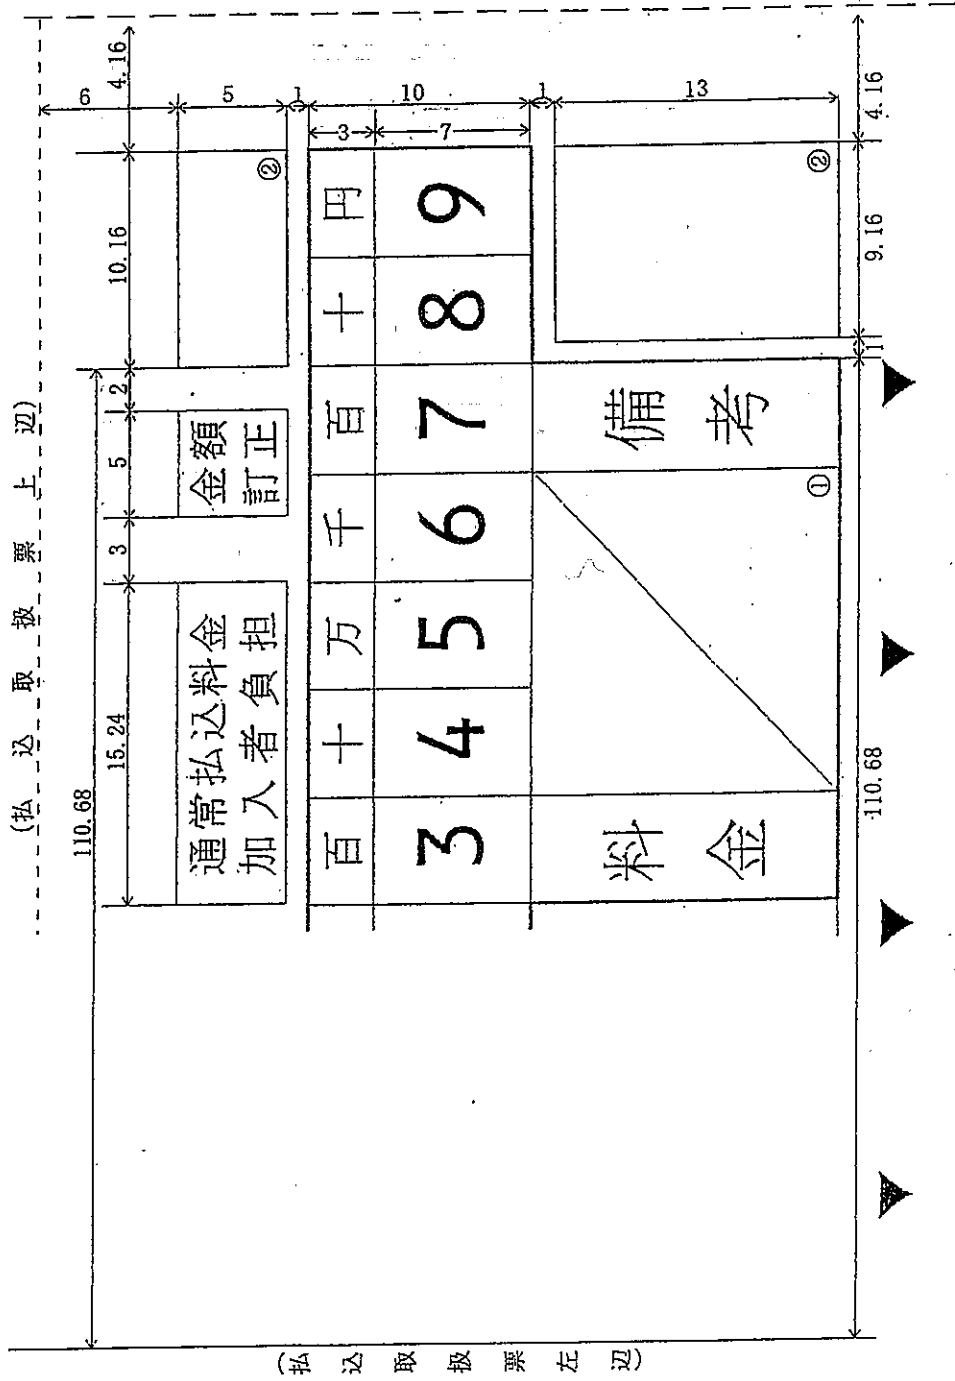 (払込取扱票上辺)
110.68
15.24
3
5
2
10.16
4.16
6
5
1
10
3
7
1
13
通常払込料金
加入者負担
金額
訂正
②
百 十 万 千 百 十 円
3 4 5 6 7 8 9
料金
①
備考
②
110.68
1
9.16
4.16
(払込取扱票左辺)